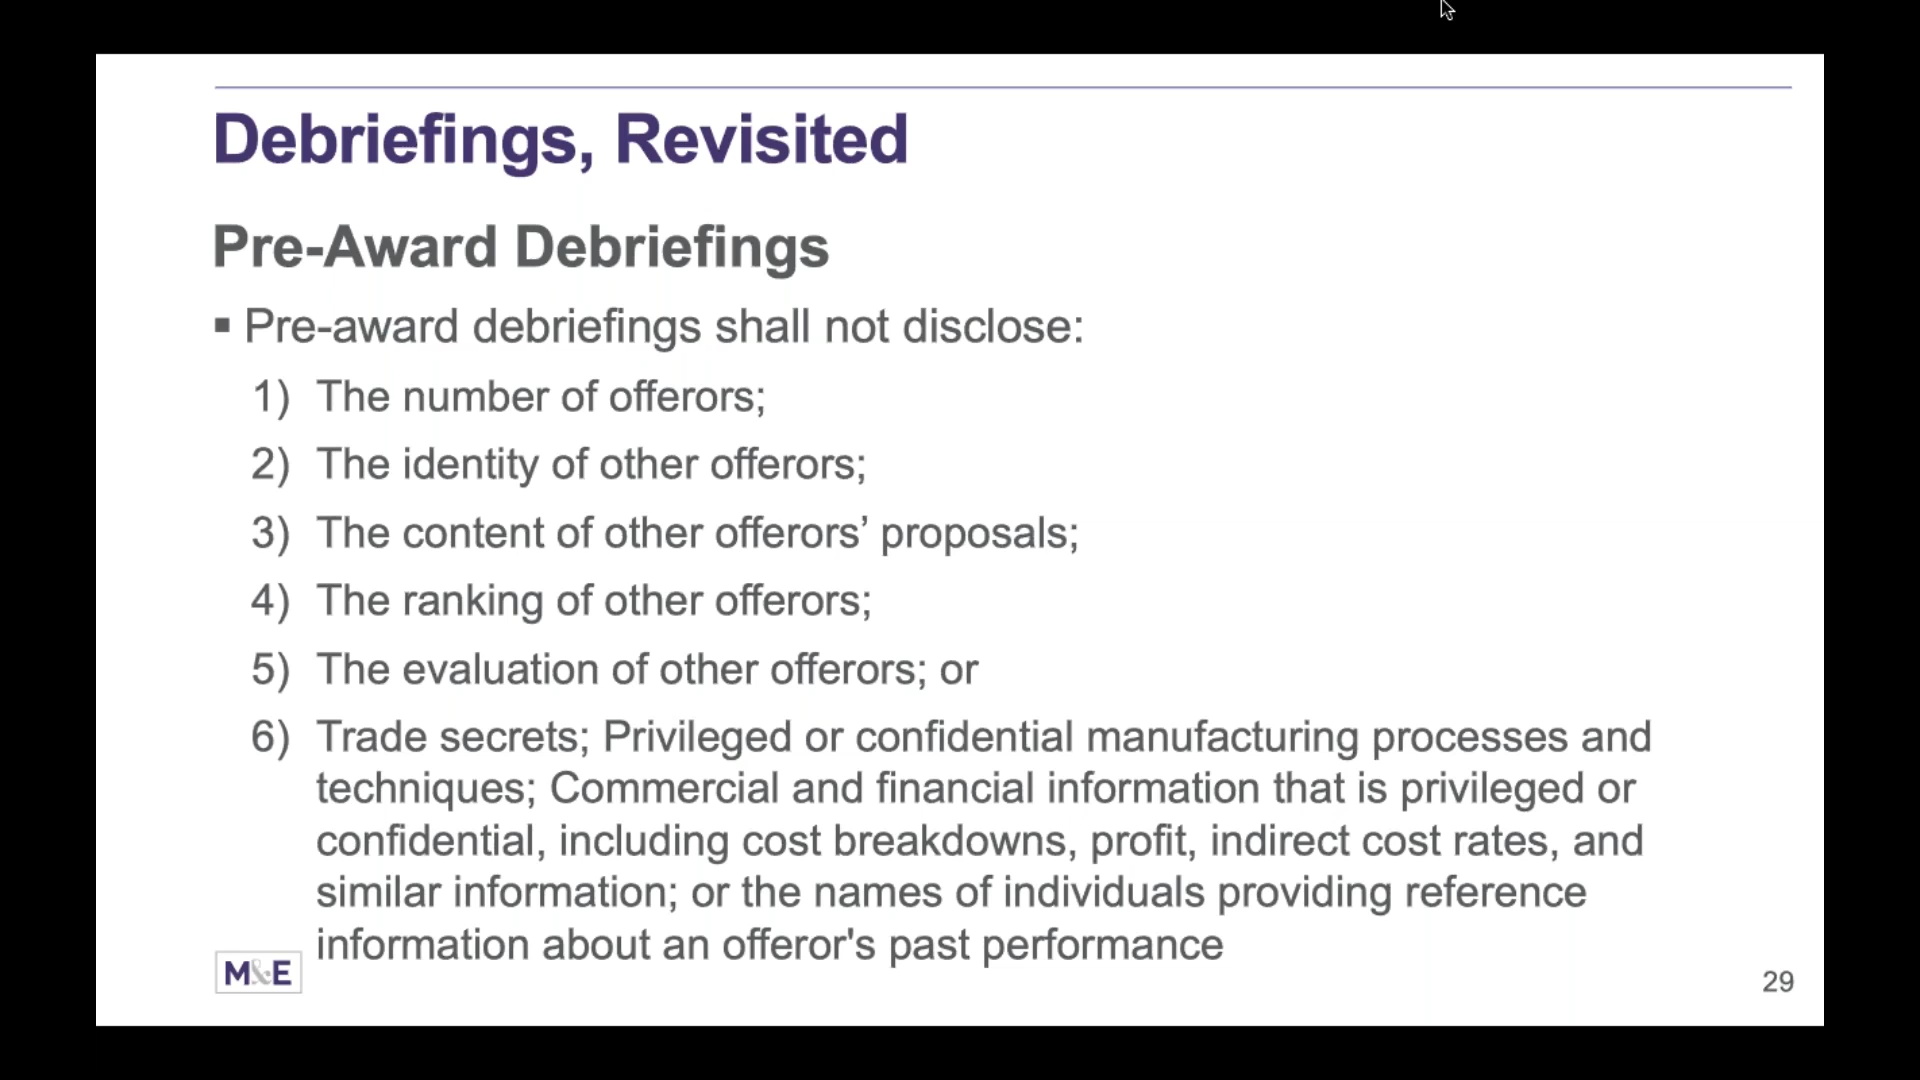 Debriefings, Revisited
Pre-Award Debriefings
▪ Pre-award debriefings shall not disclose:
1) The number of offerors;
2) The identity of other offerors;
3) The content of other offerors’ proposals;
4) The ranking of other offerors;
5) The evaluation of other offerors; or
6) Trade secrets; Privileged or confidential manufacturing processes and
techniques; Commercial and financial information that is privileged or
confidential, including cost breakdowns, profit, indirect cost rates, and
similar information; or the names of individuals providing reference
information about an offeror's past performance
M&E
29